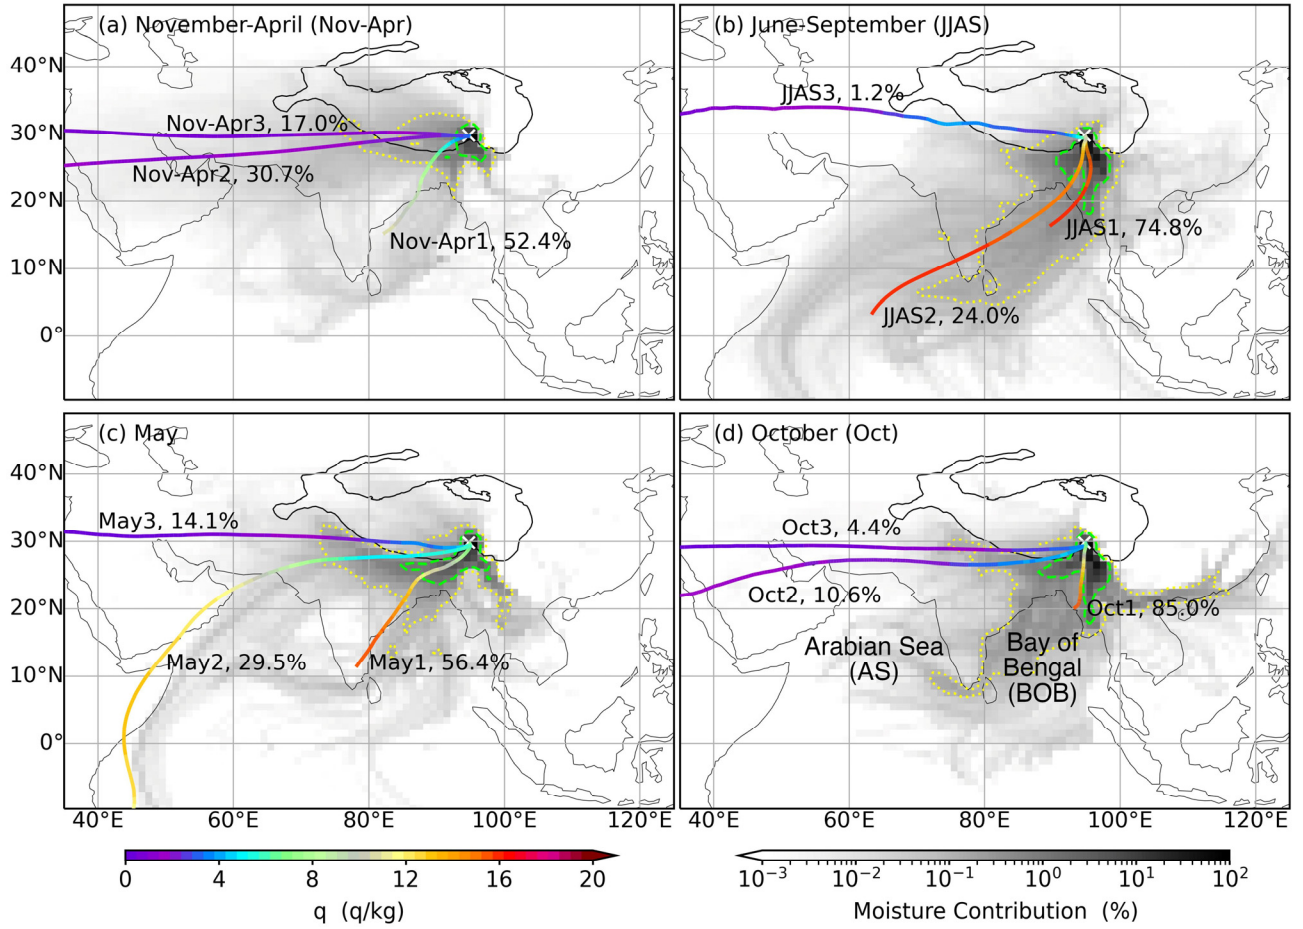 (a) November-April (Nov-Apr)
(b) June-September (JJAS)
40°N
30°N
20°N
10°N
0°
Nov-Apr3, 17.0%
Nov-Apr2, 30.7%
Nov-Apr1, 52.4%
JJAS3, 1.2%
JJAS1, 74.8%
JJAS2, 24.0%
(c) May
(d) October (Oct)
40°N
30°N
20°N
10°N
0°
May3, 14.1%
May2, 29.5%
May1, 56.4%
Oct3, 4.4%
Oct2, 10.6%
Oct1, 85.0%
Arabian Sea
(AS)
Bay of
Bengal
(BOB)
40°E 60°E 80°E 100°E 120°E
40°E 60°E 80°E 100°E 120°E
0 4 8 12 16 20
q (q/kg)
10⁻³ 10⁻² 10⁻¹ 10⁰ 10¹ 10²
Moisture Contribution (%)